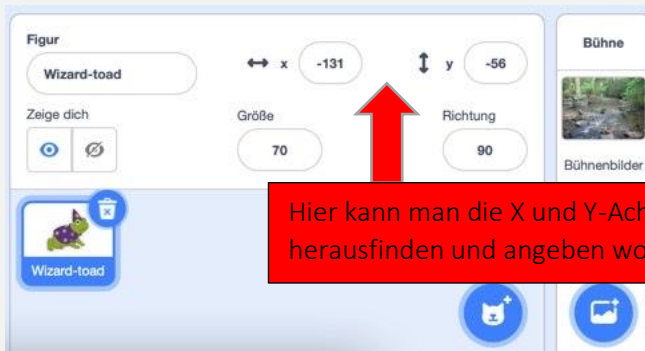 Figur
Bühne
Wizard-toad
x -131
y -56
Zeige dich
Größe
Richtung
70
90
Bühnenbilder
Hier kann man die X und Y-Ach
herausfinden und angeben wo
Wizard-toad